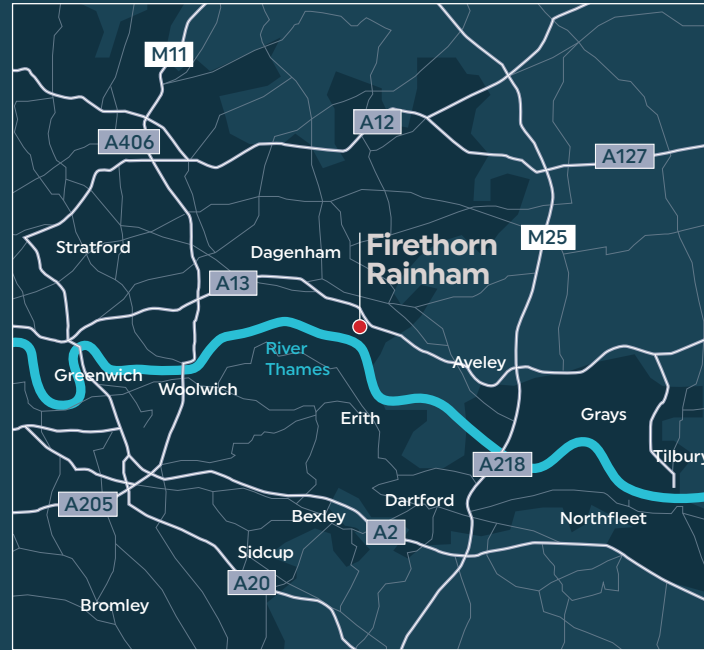 M11
A12
A406
A127
Stratford
Dagenham
Firethorn
Rainham
M25
A13
River
Thames
Aveley
Greenwich
Woolwich
Erith
Grays
Tilbury
A218
A205
Dartford
Bexley
Northfleet
A2
Sidcup
A20
Bromley